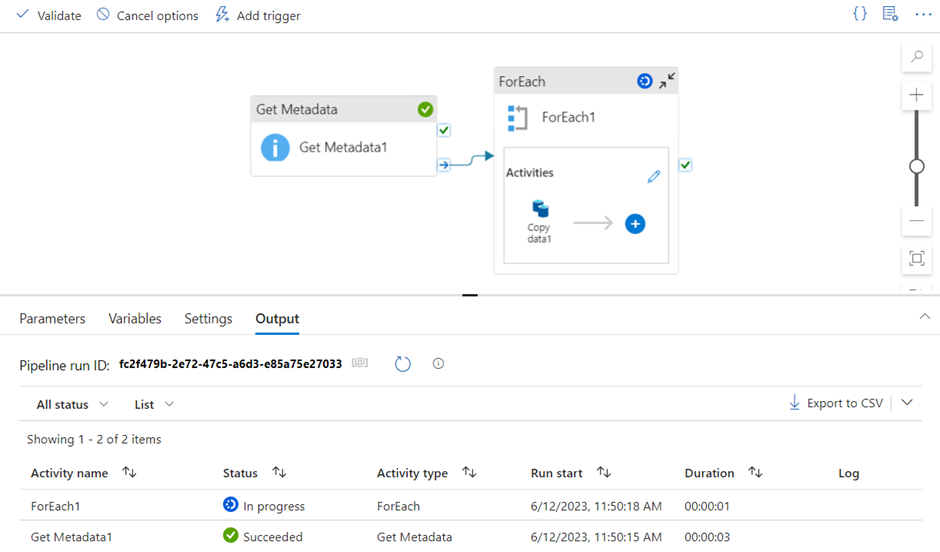 Validate Cancel options Add trigger { } ...
Get Metadata
Get Metadata1
ForEach
ForEach1
Activities
Copy
data1
Parameters Variables Settings Output
Pipeline run ID: fc2f479b-2e72-47c5-a6d3-e85a75e27033 [@]
All status List Export to CSV
Showing 1 - 2 of 2 items
Activity name Status Activity type Run start Duration Log
ForEach1 In progress ForEach 6/12/2023, 11:50:18 AM 00:00:01
Get Metadata1 Succeeded Get Metadata 6/12/2023, 11:50:15 AM 00:00:03